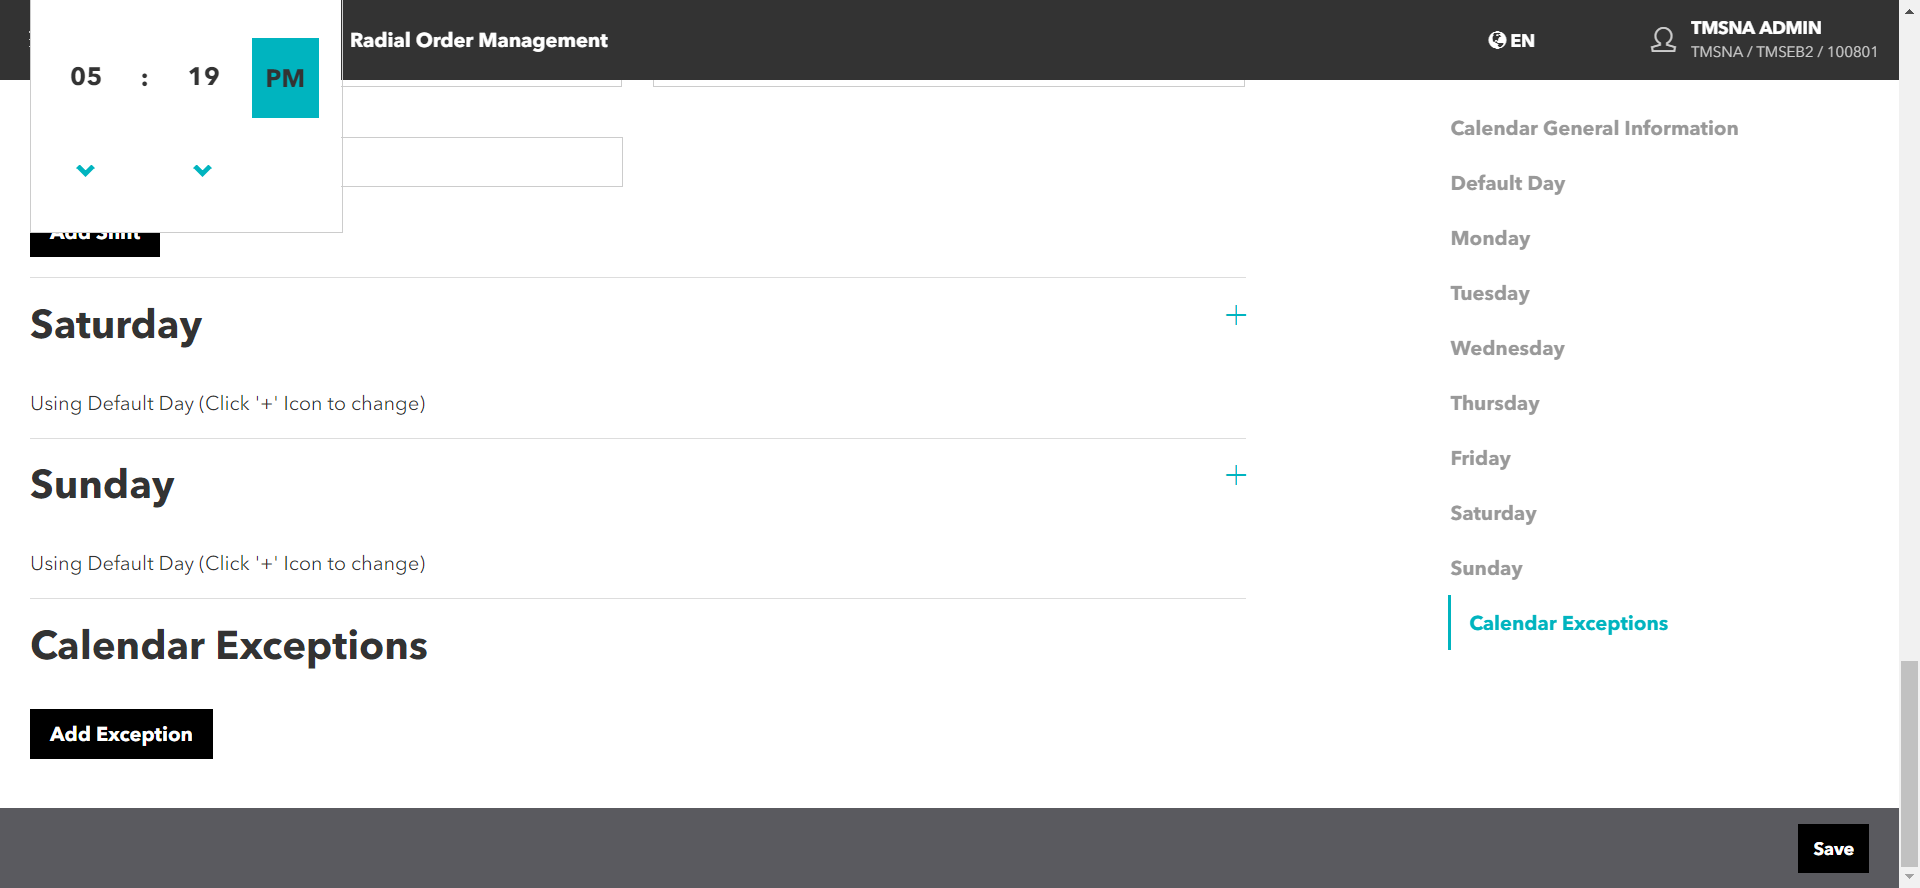 Radial Order Management
EN
TMSNA ADMIN
TMSNA / TMSEB2 / 100801
05 : 19 PM
Add Shift
Saturday
Using Default Day (Click '+' Icon to change)
Sunday
Using Default Day (Click '+' Icon to change)
Calendar Exceptions
Add Exception
Calendar General Information
Default Day
Monday
Tuesday
Wednesday
Thursday
Friday
Saturday
Sunday
Calendar Exceptions
Save